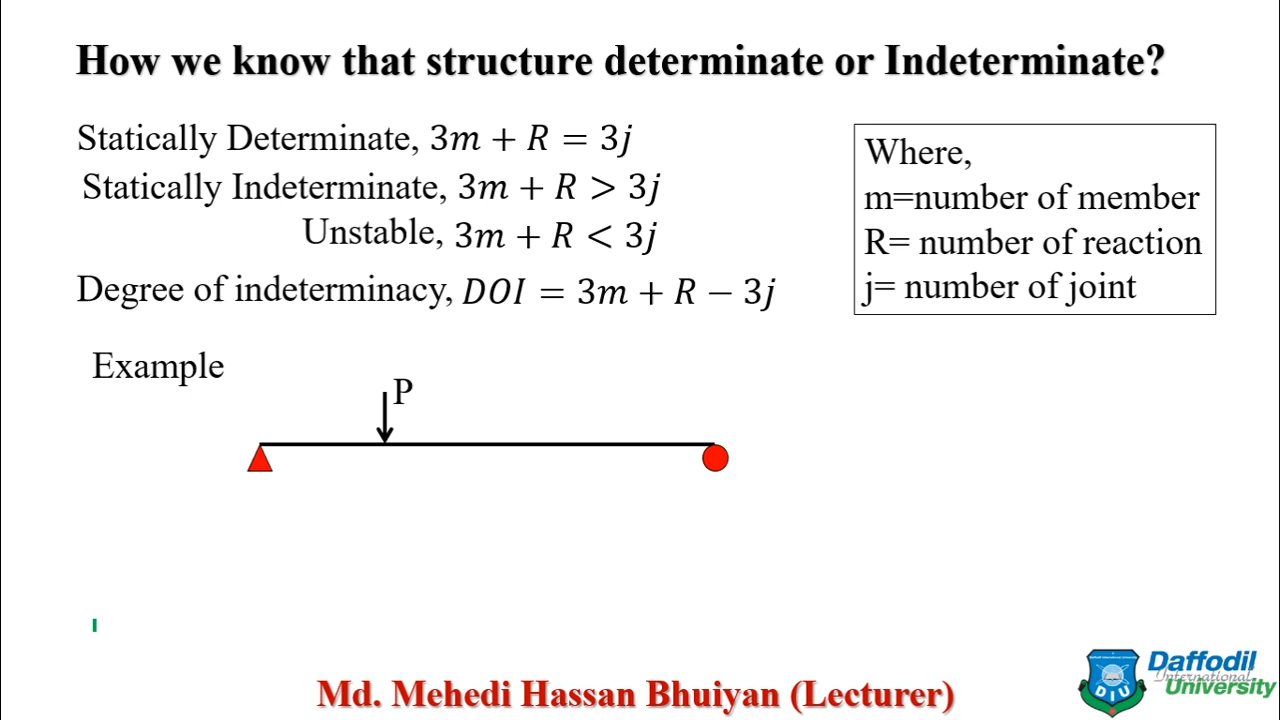 How we know that structure determinate or Indeterminate?
Statically Determinate, 3m + R = 3j
Statically Indeterminate, 3m + R > 3j
Unstable, 3m + R < 3j
Degree of indeterminacy, DOI = 3m + R − 3j
Where,
m=number of member
R= number of reaction
j= number of joint
Example
P
Md. Mehedi Hassan Bhuiyan (Lecturer)
DIU
Daffodil
International
University